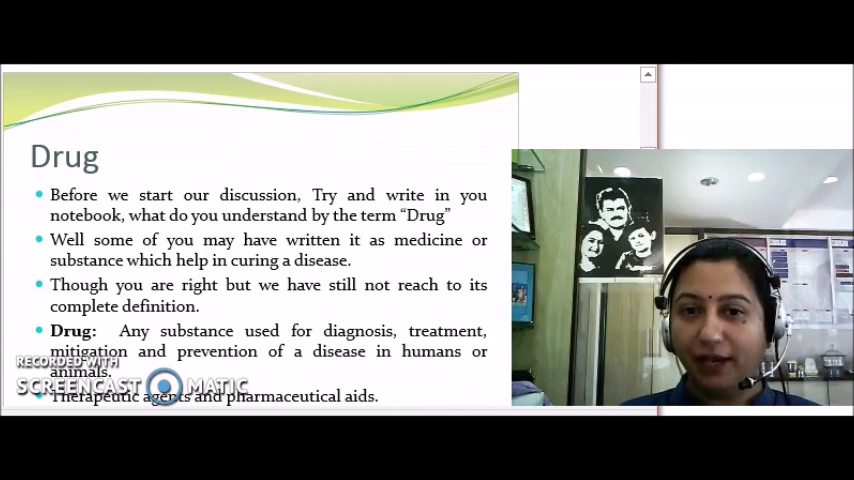 Drug
Before we start our discussion, Try and write in you
notebook, what do you understand by the term “Drug”
Well some of you may have written it as medicine or
substance which help in curing a disease.
Though you are right but we have still not reach to its
complete definition.
Drug: Any substance used for diagnosis, treatment,
mitigation and prevention of a disease in humans or
animals.
Therapeutic agents and pharmaceutical aids.
RECORDED WITH
SCREENCAST MATIC